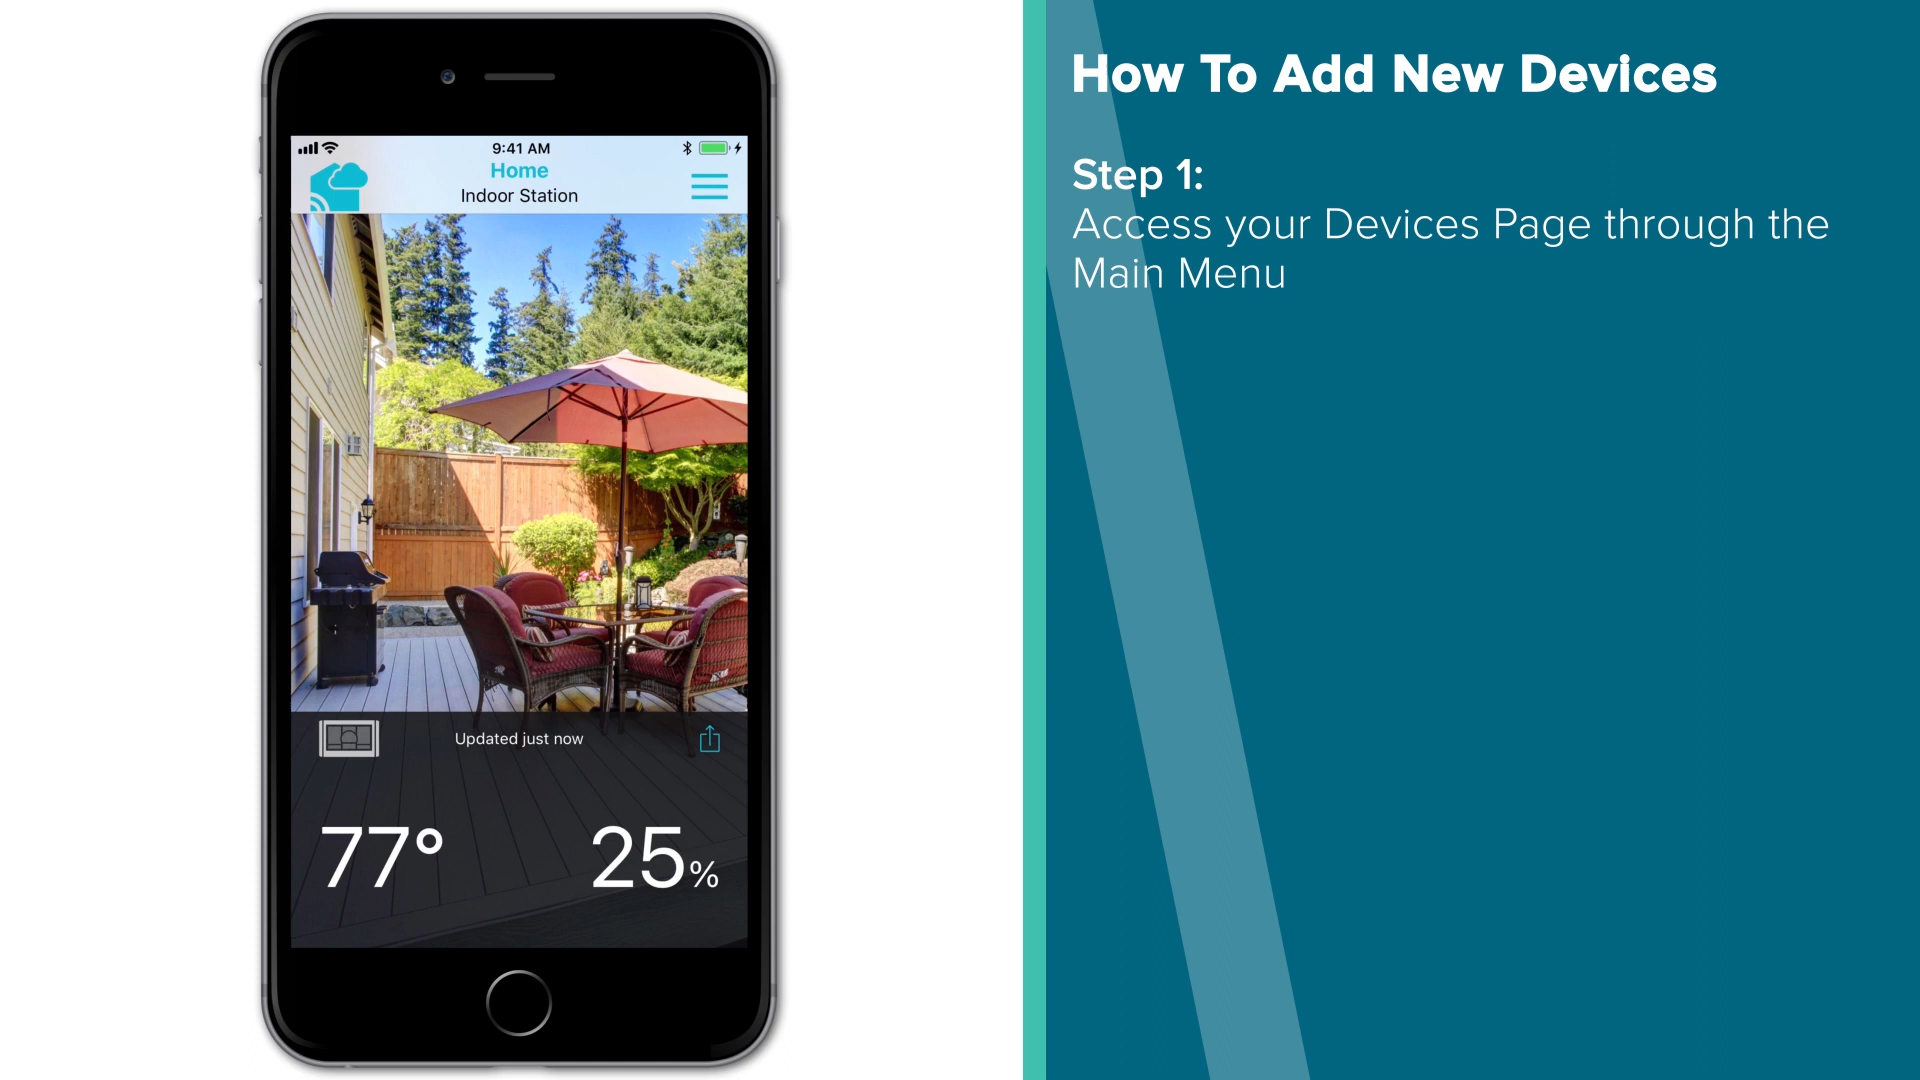 9:41 AM
Home
Indoor Station
Updated just now
77°
25%
How To Add New Devices
Step 1:
Access your Devices Page through the
Main Menu